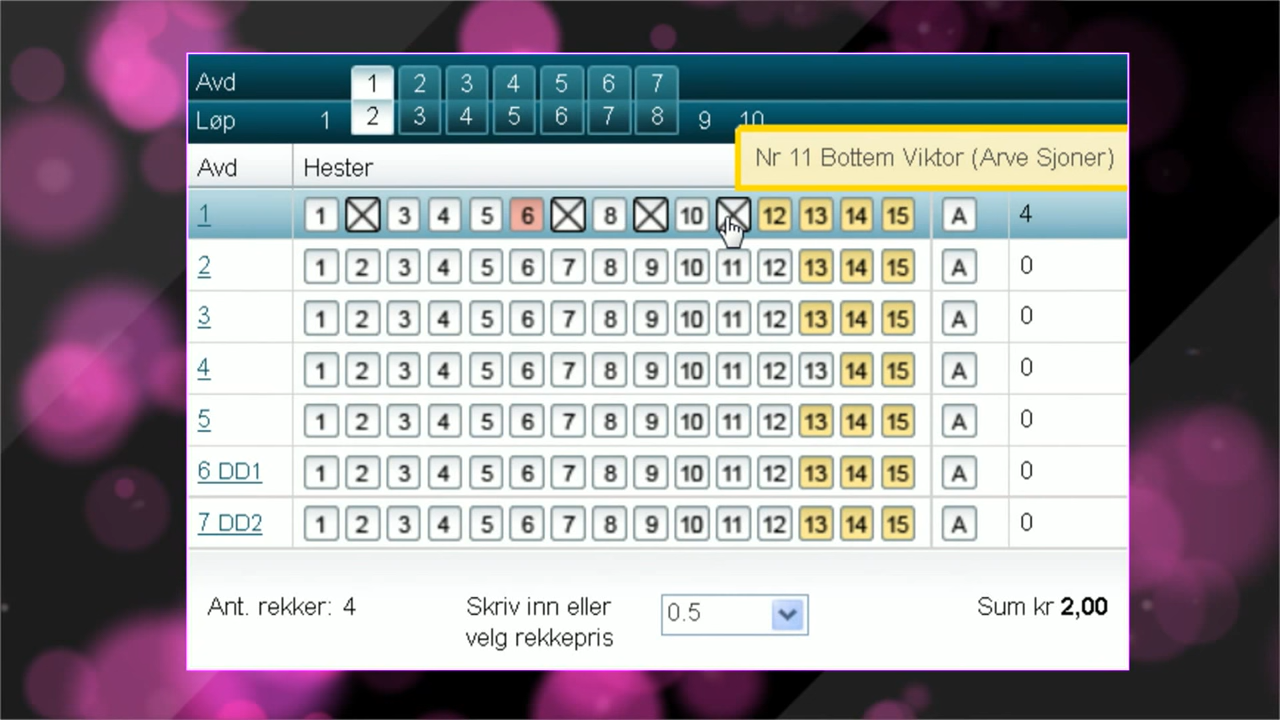 Avd 1 2 3 4 5 6 7
Løp 1 2 3 4 5 6 7 8 9 10
Nr 11 Bottem Viktor (Arve Sjoner)
Avd Hester
1 1 3 4 5 6 8 10 12 13 14 15 A 4
2 1 2 3 4 5 6 7 8 9 10 11 12 13 14 15 A 0
3 1 2 3 4 5 6 7 8 9 10 11 12 13 14 15 A 0
4 1 2 3 4 5 6 7 8 9 10 11 12 13 14 15 A 0
5 1 2 3 4 5 6 7 8 9 10 11 12 13 14 15 A 0
6 DD1 1 2 3 4 5 6 7 8 9 10 11 12 13 14 15 A 0
7 DD2 1 2 3 4 5 6 7 8 9 10 11 12 13 14 15 A 0
Ant. rekker: 4
Skriv inn eller
velg rekkepris
0.5
Sum kr 2,00